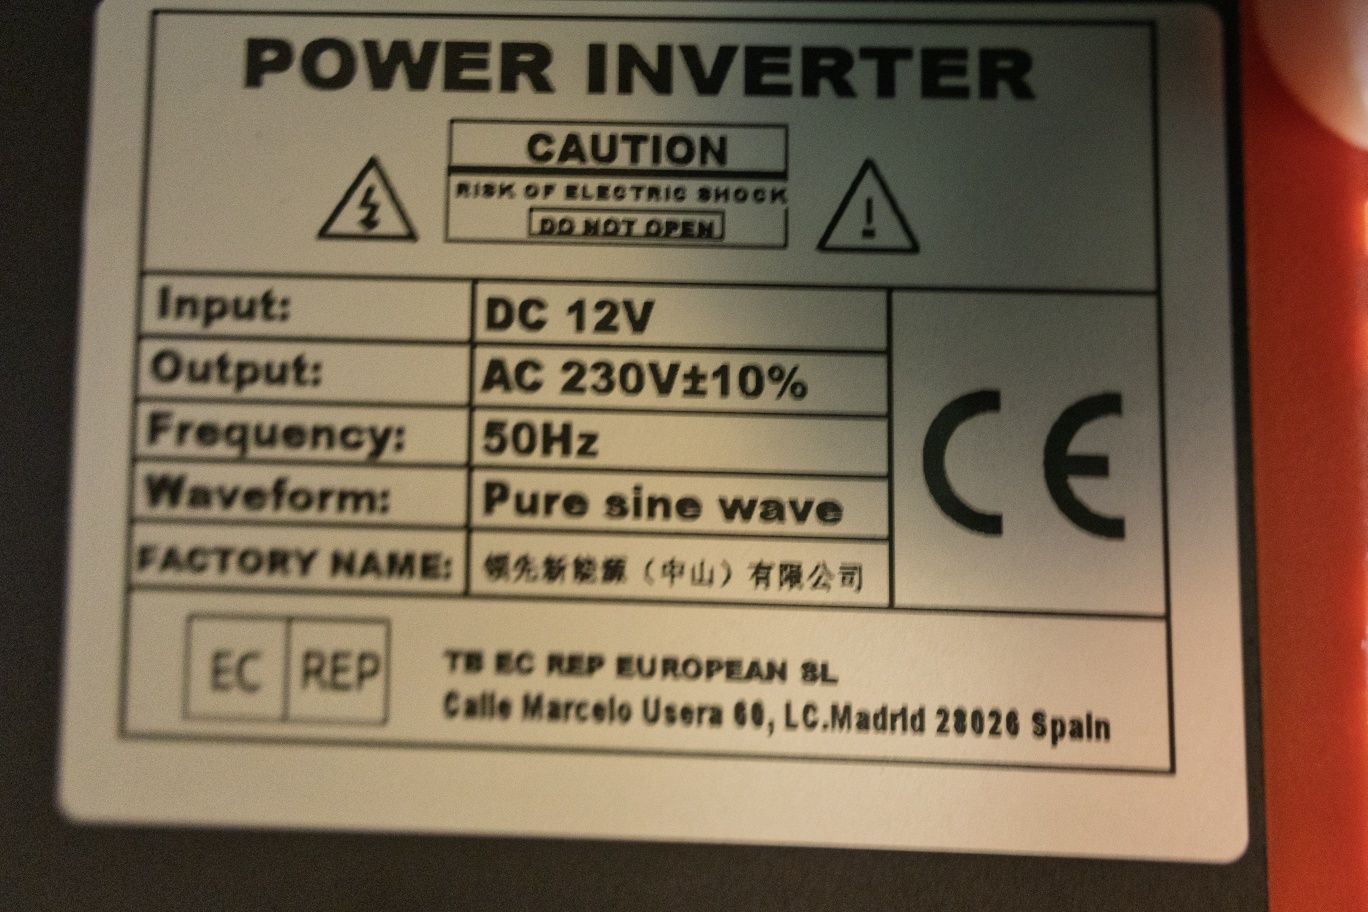 POWER INVERTER
CAUTION
RISK OF ELECTRIC SHOCK
DO NOT OPEN
Input: DC 12V
Output: AC 230V±10%
Frequency: 50Hz
Waveform: Pure sine wave
FACTORY NAME: 领先新能源（中山）有限公司
CE
EC REP
TB EC REP EUROPEAN SL
Calle Marcelo Usera 60, LC.Madrid 28026 Spain